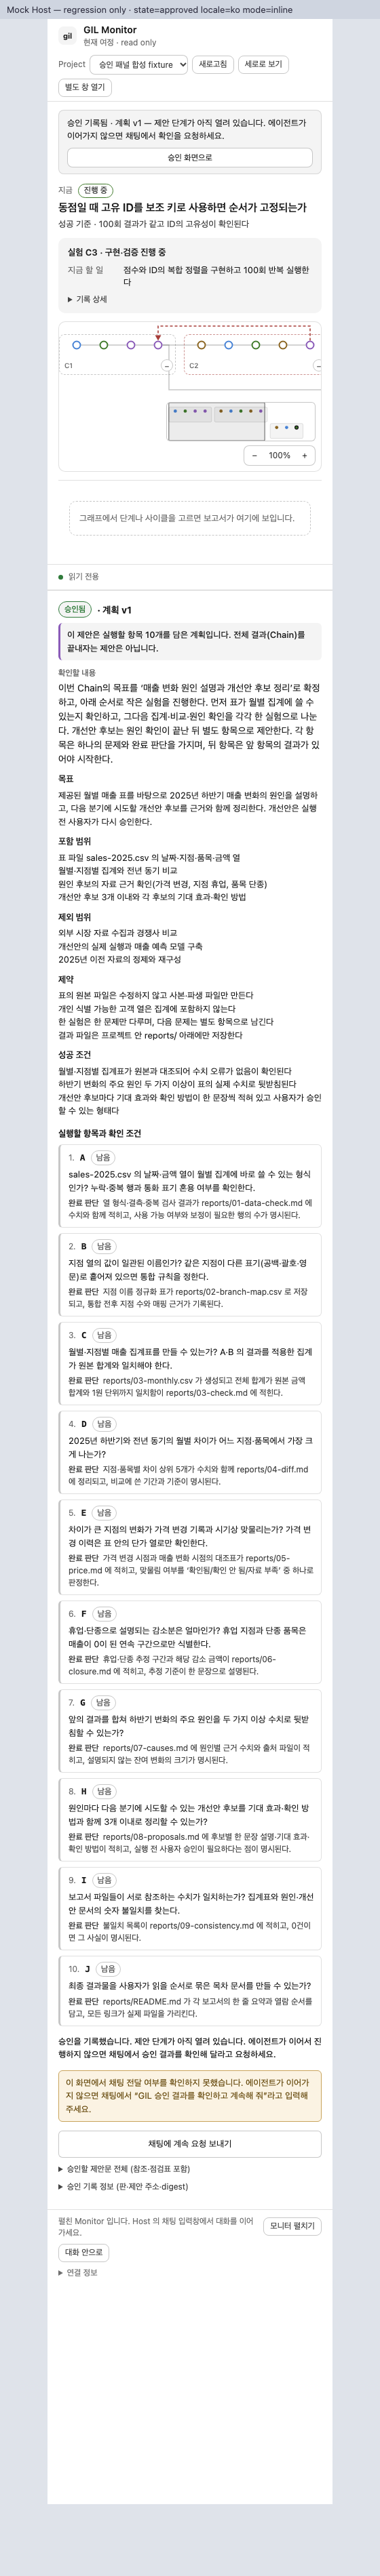 Mock Host — regression only · state=approved locale=ko mode=inline
gil
GIL Monitor
현재 여정 · read only
Project
승인 패널 합성 fixture
새로고침
세로로 보기
별도 창 열기
승인 기록됨 · 계획 v1 — 제안 단계가 아직 열려 있습니다. 에이전트가
이어가지 않으면 채팅에서 확인을 요청하세요.
승인 화면으로
지금
진행 중
동점일 때 고유 ID를 보조 키로 사용하면 순서가 고정되는가
성공 기준 · 100회 결과가 같고 ID의 고유성이 확인된다
실험 C3 · 구현·검증 진행 중
지금 할 일
점수와 ID의 복합 정렬을 구현하고 100회 반복 실행한
다
▶ 기록 상세
C1
–
C2
–
−
100%
+
그래프에서 단계나 사이클을 고르면 보고서가 여기에 보입니다.
읽기 전용
승인됨
· 계획 v1
이 제안은 실행할 항목 10개를 담은 계획입니다. 전체 결과(Chain)를
끝내자는 제안은 아닙니다.
확인할 내용
이번 Chain의 목표를 ‘매출 변화 원인 설명과 개선안 후보 정리’로 확정
하고, 아래 순서로 작은 실험을 진행한다. 먼저 표가 월별 집계에 쓸 수
있는지 확인하고, 그다음 집계·비교·원인 확인을 각각 한 실험으로 나눈
다. 개선안 후보는 원인 확인이 끝난 뒤 별도 항목으로 제안한다. 각 항
목은 하나의 문제와 완료 판단을 가지며, 뒤 항목은 앞 항목의 결과가 있
어야 시작한다.
목표
제공된 월별 매출 표를 바탕으로 2025년 하반기 매출 변화의 원인을 설명하
고, 다음 분기에 시도할 개선안 후보를 근거와 함께 정리한다. 개선안은 실행
전 사용자가 다시 승인한다.
포함 범위
표 파일 sales-2025.csv 의 날짜·지점·품목·금액 열
월별·지점별 집계와 전년 동기 비교
원인 후보의 자료 근거 확인(가격 변경, 지점 휴업, 품목 단종)
개선안 후보 3개 이내와 각 후보의 기대 효과·확인 방법
제외 범위
외부 시장 자료 수집과 경쟁사 비교
개선안의 실제 실행과 매출 예측 모델 구축
2025년 이전 자료의 정제와 재구성
제약
표의 원본 파일은 수정하지 않고 사본·파생 파일만 만든다
개인 식별 가능한 고객 열은 집계에 포함하지 않는다
한 실험은 한 문제만 다루며, 다음 문제는 별도 항목으로 남긴다
결과 파일은 프로젝트 안 reports/ 아래에만 저장한다
성공 조건
월별·지점별 집계표가 원본과 대조되어 수치 오류가 없음이 확인된다
하반기 변화의 주요 원인 두 가지 이상이 표의 실제 수치로 뒷받침된다
개선안 후보마다 기대 효과와 확인 방법이 한 문장씩 적혀 있고 사용자가 승인
할 수 있는 형태다
실행할 항목과 확인 조건
1. A 남음
sales-2025.csv 의 날짜·금액 열이 월별 집계에 바로 쓸 수 있는 형식
인가? 누락·중복 행과 통화 표기 혼용 여부를 확인한다.
완료 판단 열 형식·결측·중복 검사 결과가 reports/01-data-check.md 에
수치와 함께 적히고, 사용 가능 여부와 보정이 필요한 행의 수가 명시된다.
2. B 남음
지점 열의 값이 일관된 이름인가? 같은 지점이 다른 표기(공백·괄호·영
문)로 흩어져 있으면 통합 규칙을 정한다.
완료 판단 지점 이름 정규화 표가 reports/02-branch-map.csv 로 저장
되고, 통합 전후 지점 수와 매핑 근거가 기록된다.
3. C 남음
월별·지점별 매출 집계표를 만들 수 있는가? A·B 의 결과를 적용한 집계
가 원본 합계와 일치해야 한다.
완료 판단 reports/03-monthly.csv 가 생성되고 전체 합계가 원본 금액
합계와 1원 단위까지 일치함이 reports/03-check.md 에 적힌다.
4. D 남음
2025년 하반기와 전년 동기의 월별 차이가 어느 지점·품목에서 가장 크
게 나는가?
완료 판단 지점·품목별 차이 상위 5개가 수치와 함께 reports/04-diff.md
에 정리되고, 비교에 쓴 기간과 기준이 명시된다.
5. E 남음
차이가 큰 지점의 변화가 가격 변경 기록과 시기상 맞물리는가? 가격 변
경 이력은 표 안의 단가 열로만 확인한다.
완료 판단 가격 변경 시점과 매출 변화 시점의 대조표가 reports/05-
price.md 에 적히고, 맞물림 여부를 ‘확인됨/확인 안 됨/자료 부족’ 중 하나로
판정한다.
6. F 남음
휴업·단종으로 설명되는 감소분은 얼마인가? 휴업 지점과 단종 품목은
매출이 0이 된 연속 구간으로만 식별한다.
완료 판단 휴업·단종 추정 구간과 해당 감소 금액이 reports/06-
closure.md 에 적히고, 추정 기준이 한 문장으로 설명된다.
7. G 남음
앞의 결과를 합쳐 하반기 변화의 주요 원인을 두 가지 이상 수치로 뒷받
침할 수 있는가?
완료 판단 reports/07-causes.md 에 원인별 근거 수치와 출처 파일이 적
히고, 설명되지 않는 잔여 변화의 크기가 명시된다.
8. H 남음
원인마다 다음 분기에 시도할 수 있는 개선안 후보를 기대 효과·확인 방
법과 함께 3개 이내로 정리할 수 있는가?
완료 판단 reports/08-proposals.md 에 후보별 한 문장 설명·기대 효과·
확인 방법이 적히고, 실행 전 사용자 승인이 필요하다는 점이 명시된다.
9. I 남음
보고서 파일들이 서로 참조하는 수치가 일치하는가? 집계표와 원인·개선
안 문서의 숫자 불일치를 찾는다.
완료 판단 불일치 목록이 reports/09-consistency.md 에 적히고, 0건이
면 그 사실이 명시된다.
10. J 남음
최종 결과물을 사용자가 읽을 순서로 묶은 목차 문서를 만들 수 있는가?
완료 판단 reports/README.md 가 각 보고서의 한 줄 요약과 열람 순서를
담고, 모든 링크가 실제 파일을 가리킨다.
승인을 기록했습니다. 제안 단계가 아직 열려 있습니다. 에이전트가 이어서 진
행하지 않으면 채팅에서 승인 결과를 확인해 달라고 요청하세요.
이 화면에서 채팅 전달 여부를 확인하지 못했습니다. 에이전트가 이어가
지 않으면 채팅에서 “GIL 승인 결과를 확인하고 계속해 줘”라고 입력해
주세요.
채팅에 계속 요청 보내기
▶ 승인할 제안문 전체 (참조·점검표 포함)
▶ 승인 기록 정보 (판·제안 주소·digest)
펼친 Monitor 입니다. Host 의 채팅 입력창에서 대화를 이어
가세요.
모니터 펼치기
대화 안으로
▶ 연결 정보